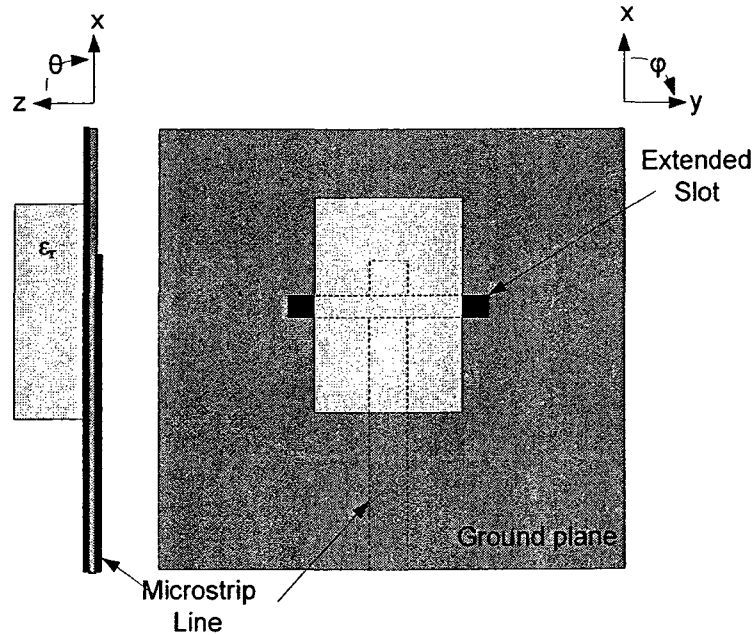 x
θ
z
x
φ
y
Extended
Slot
εr
Ground plane
Microstrip
Line